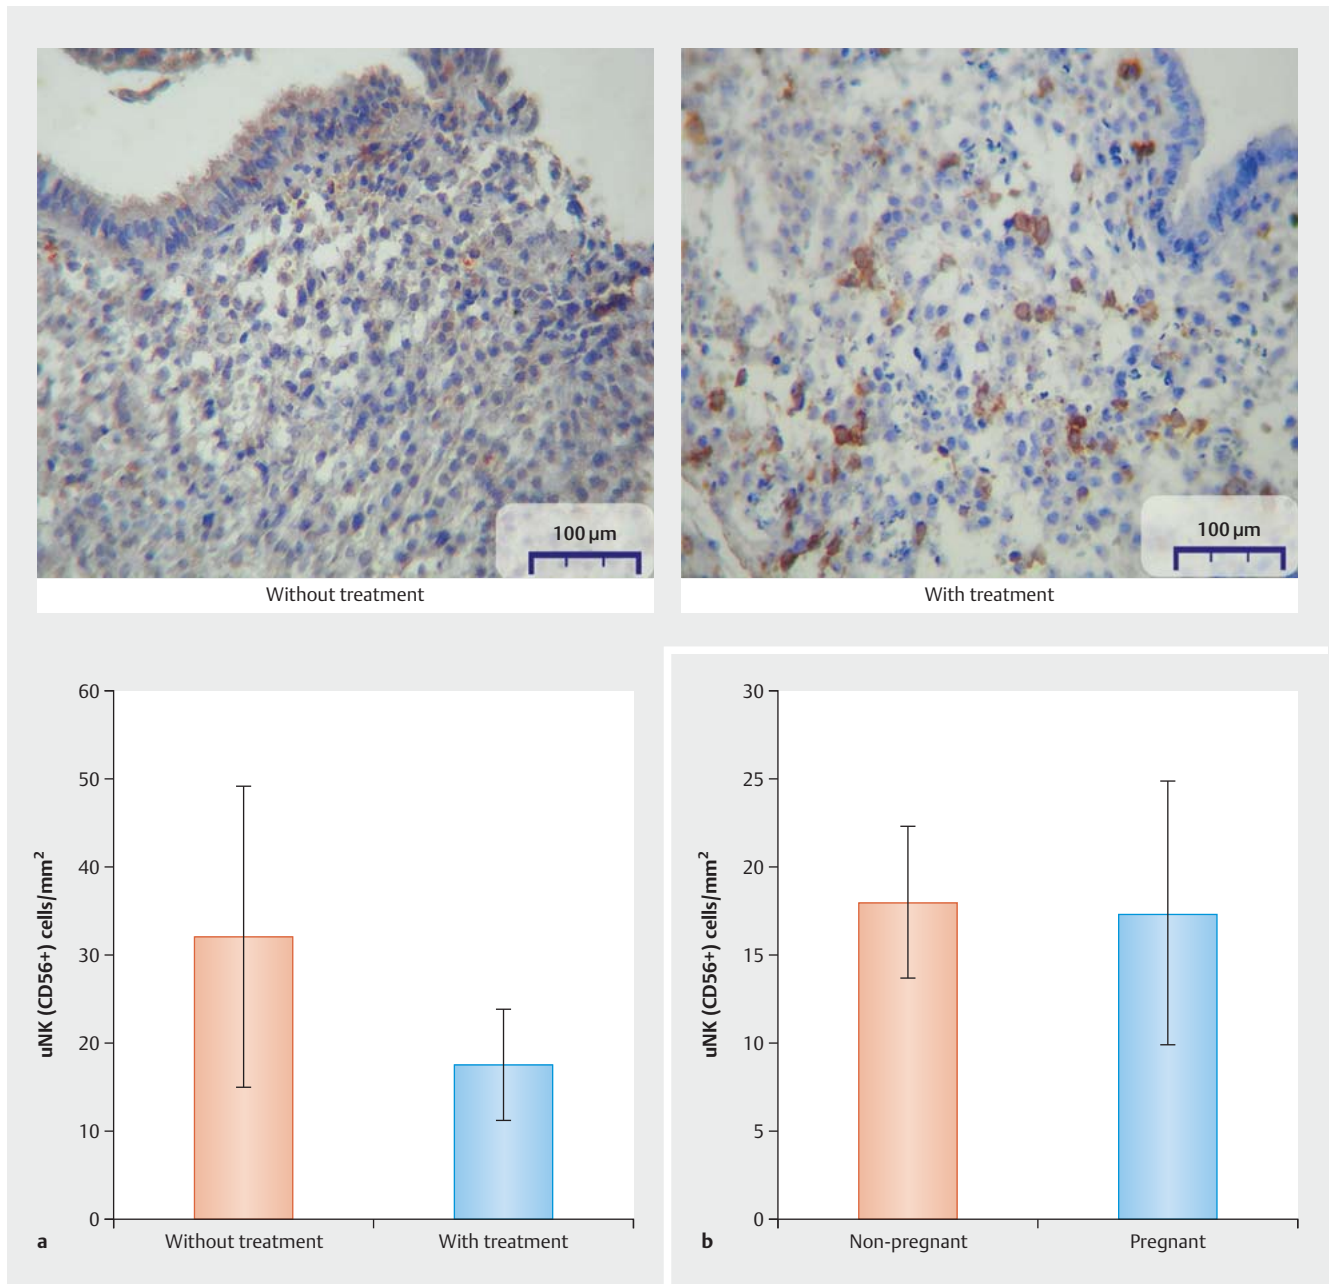 100 µm
100 µm
Without treatment
With treatment
60
50
40
30
20
10
0
uNK (CD56+) cells/mm²
a
Without treatment
With treatment
30
25
20
15
10
5
0
uNK (CD56+) cells/mm²
b
Non-pregnant
Pregnant